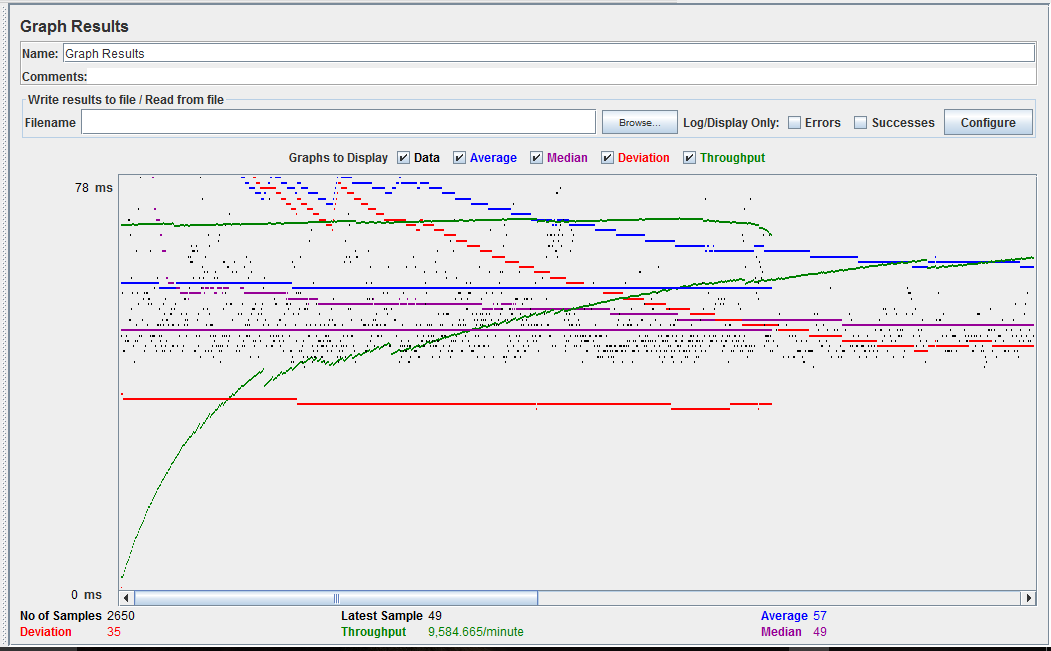 Graph Results
Name: Graph Results
Comments:
Write results to file / Read from file
Filename Browse... Log/Display Only: Errors Successes Configure
Graphs to Display Data Average Median Deviation Throughput
78 ms
0 ms
No of Samples 2650 Latest Sample 49 Average 57
Deviation 35 Throughput 9,584.665/minute Median 49